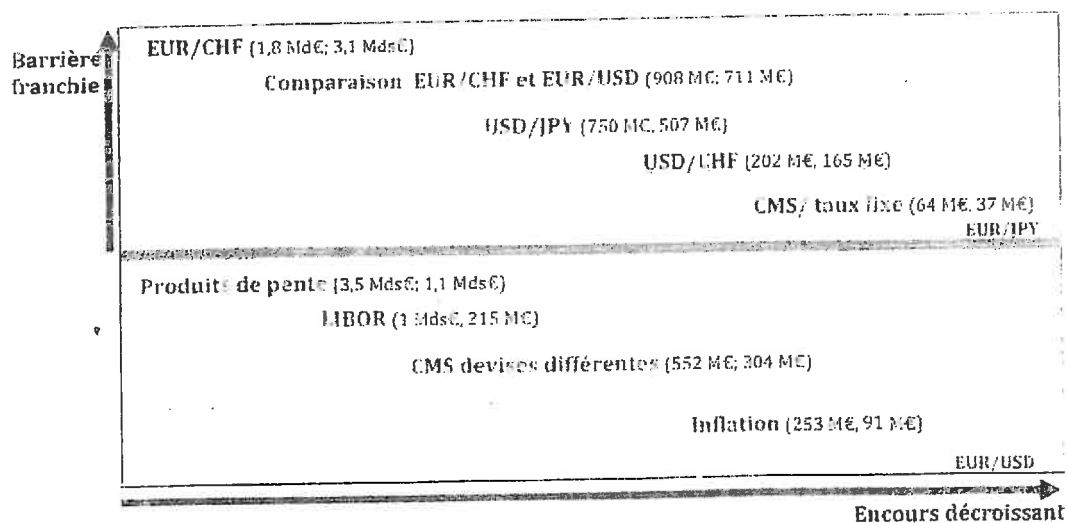 Barrière franchie
EUR/CHF (1,8 Md€; 3,1 Mds€)
Comparaison EUR/CHF et EUR/USD (908 M€; 711 M€)
USD/JPY (750 M€, 507 M€)
USD/CHF (202 M€, 165 M€)
CMS/ taux fixe (64 M€, 37 M€)
EUR/JPY
Produits de pente (3,5 Mds€; 1,1 Mds€)
LIBOR (1 Mds€, 215 M€)
CMS devises différentes (552 M€; 304 M€)
Inflation (253 M€, 91 M€)
EUR/USD
Encours décroissant